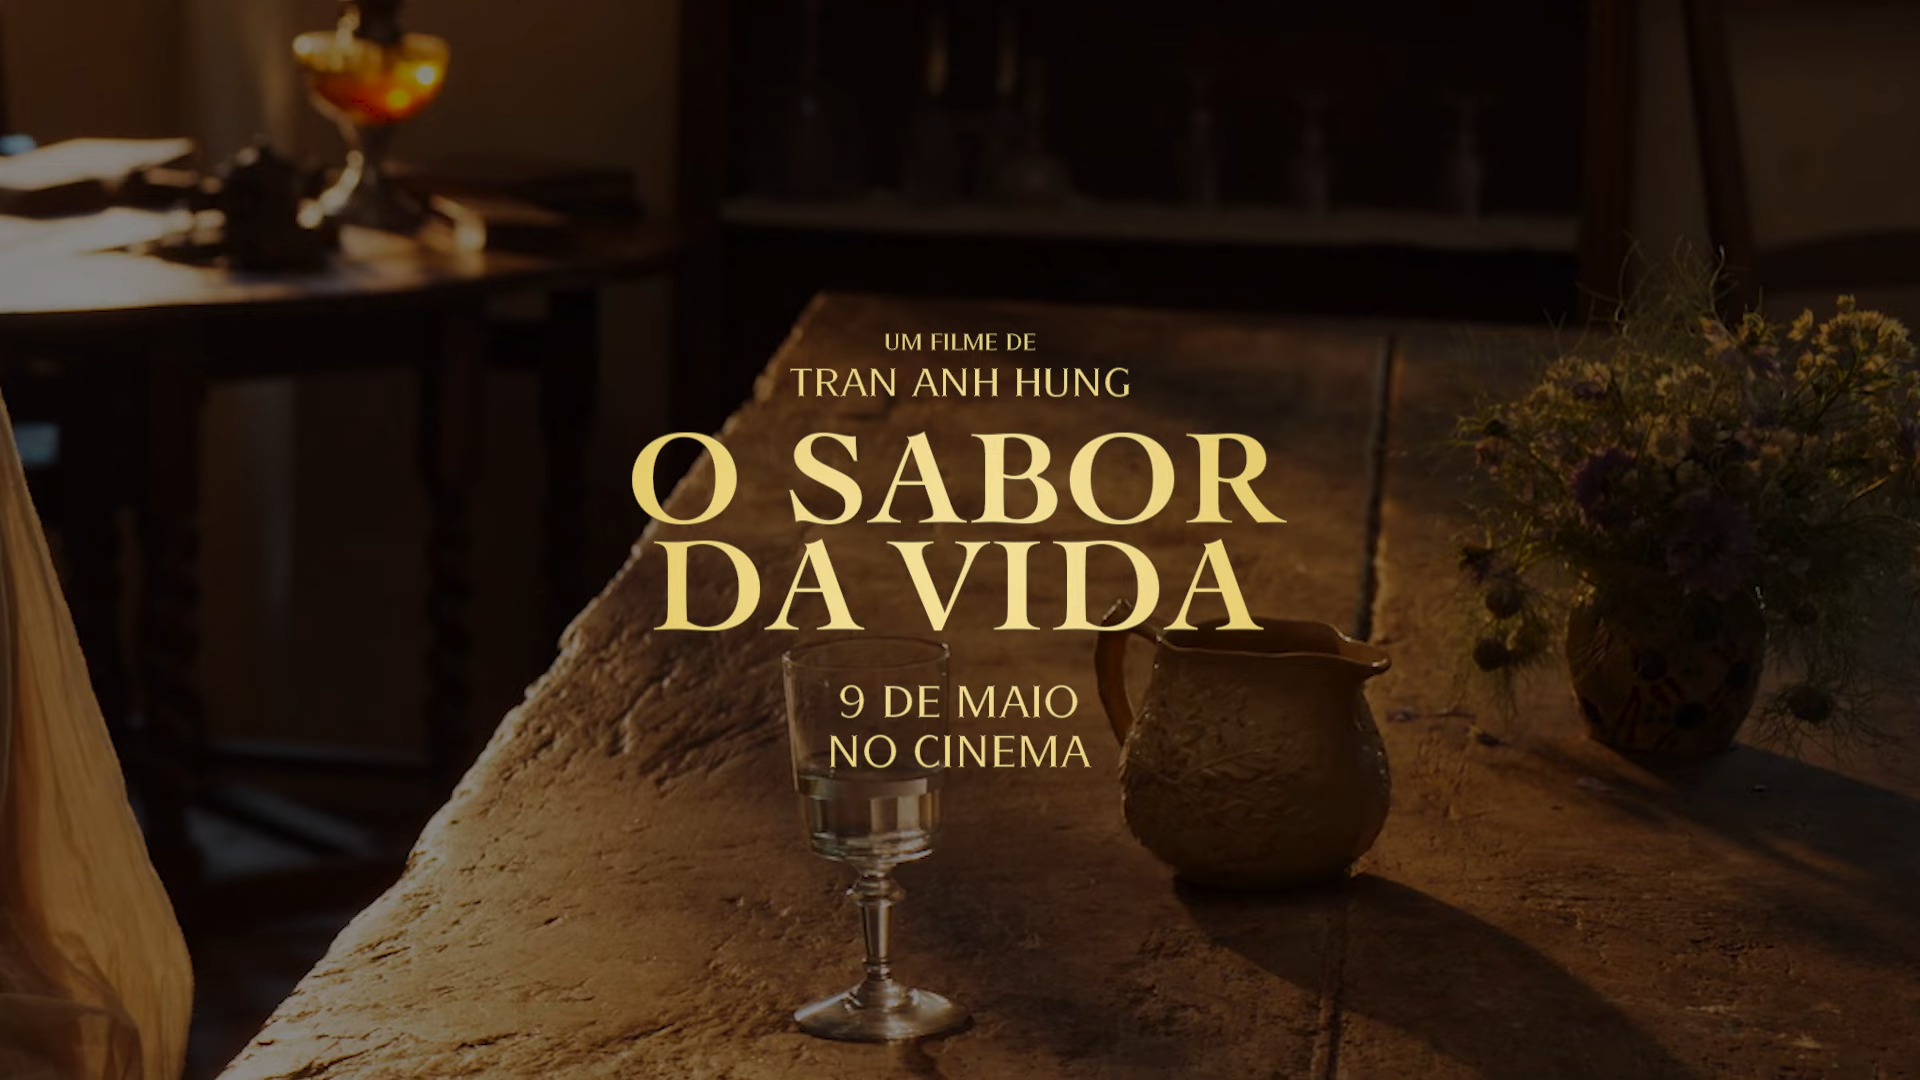 UM FILME DE
TRAN ANH HUNG
O SABOR
DA VIDA
9 DE MAIO
NO CINEMA